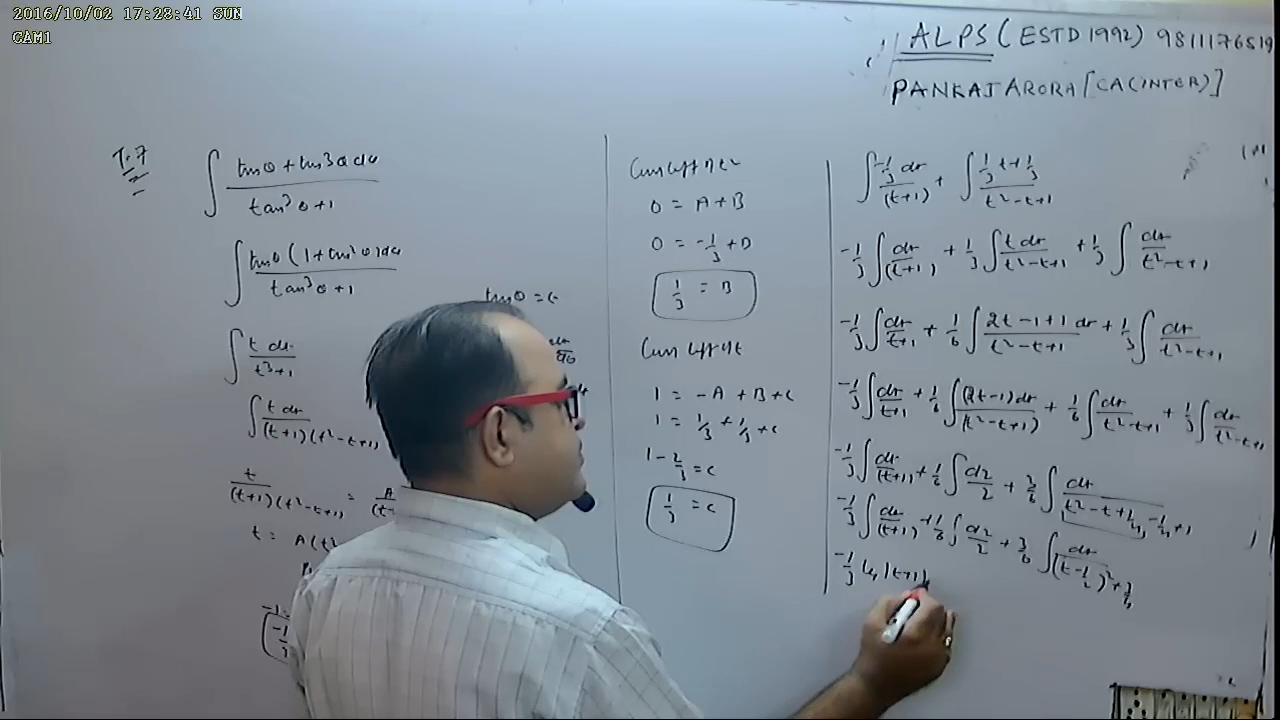 2016/10/02 17:28:41 SUN
CAM1
ALPS (ESTD 1992) 9811176519
PANKAJ ARORA [CA(INTER)]
I.7
∫ tanθ + tan³θ dθ / tan³θ+1
∫ tanθ (1+tan²θ)dθ / tan³θ+1
tanθ = t
∫ t dt / t³+1
∫ t dt / (t+1)(t²-t+1)
t / (t+1)(t²-t+1) = A
t = A(t²
-1/3
0 = A+B
0 = -1/3 + B
1/3 = B
1 = -A + B + C
1 = 1/3 + 1/3 + C
1 - 2/3 = C
1/3 = C
∫ -1/3 dt / (t+1) + ∫ 1/3 t + 1/3 / t²-t+1
-1/3 ∫ dt/(t+1) + 1/3 ∫ t dt / t²-t+1 + 1/3 ∫ dt / t²-t+1
-1/3 ∫ dt/t+1 + 1/6 ∫ 2t-1+1 dt / t²-t+1 + 1/3 ∫ dt / t²-t+1
-1/3 ∫ dt/t+1 + 1/6 ∫ (2t-1)dt / (t²-t+1) + 1/6 ∫ dt / t²-t+1 + 1/3 ∫ dt / t²-t+1
-1/3 ∫ dt/(t+1) + 1/6 ∫ dz/z + 3/6 ∫ dt / t²-t+1/4 -1/4 +1
-1/3 ∫ dt/(t+1) + 1/6 ∫ dz/z + 3/6 ∫ dt / (t-1/2)² + 3/4
-1/3 ln|t+1|